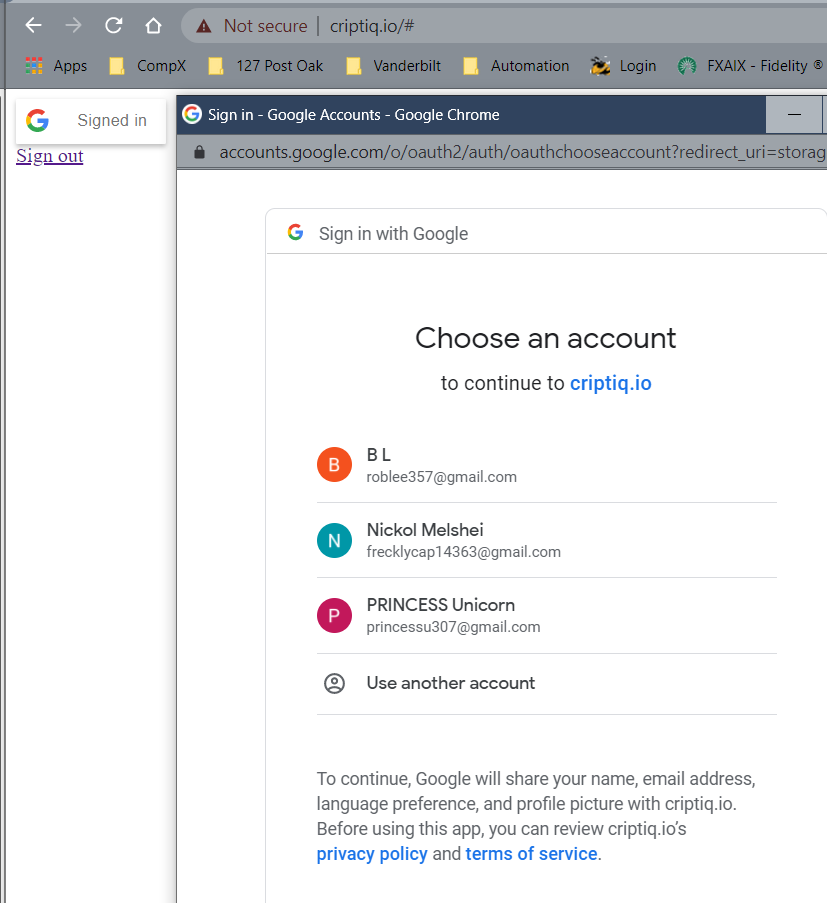 Not secure | criptiq.io/#
Apps CompX 127 Post Oak Vanderbilt Automation Login FXAIX - Fidelity ®
Signed in
Sign out
Sign in - Google Accounts - Google Chrome
accounts.google.com/o/oauth2/auth/oauthchooseaccount?redirect_uri=storag
Sign in with Google
Choose an account
to continue to criptiq.io
B
B L
roblee357@gmail.com
N
Nickol Melshei
frecklycap14363@gmail.com
P
PRINCESS Unicorn
princessu307@gmail.com
Use another account
To continue, Google will share your name, email address,
language preference, and profile picture with criptiq.io.
Before using this app, you can review criptiq.io's
privacy policy and terms of service.